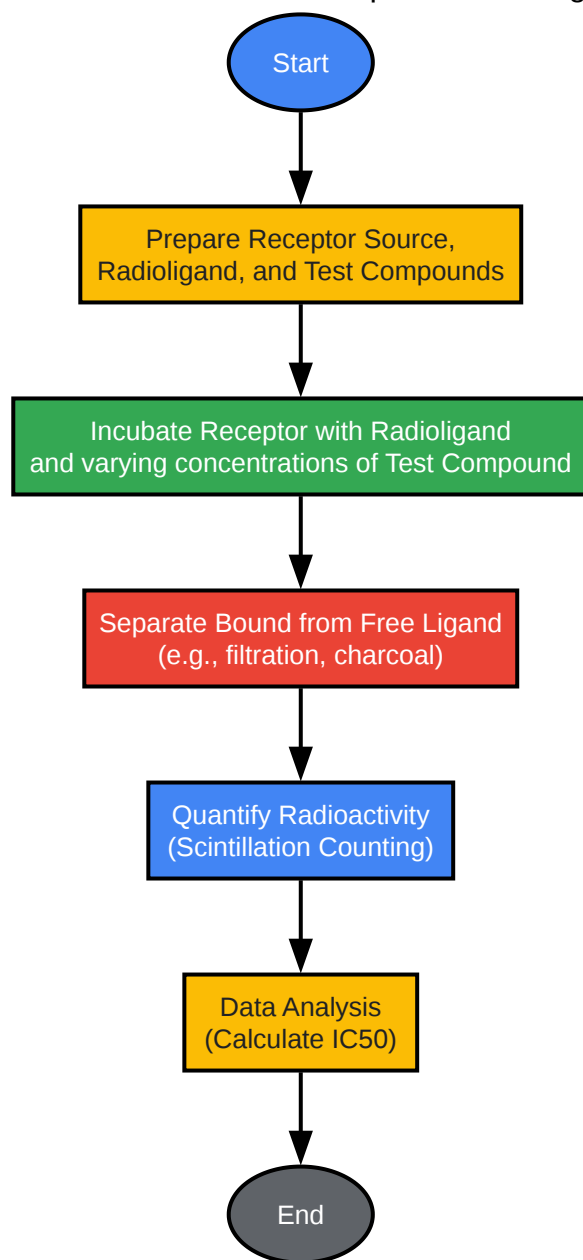 Start
Prepare Receptor Source,
Radioligand, and Test Compounds
Incubate Receptor with Radioligand
and varying concentrations of Test Compound
Separate Bound from Free Ligand
(e.g., filtration, charcoal)
Quantify Radioactivity
(Scintillation Counting)
Data Analysis
(Calculate IC50)
End